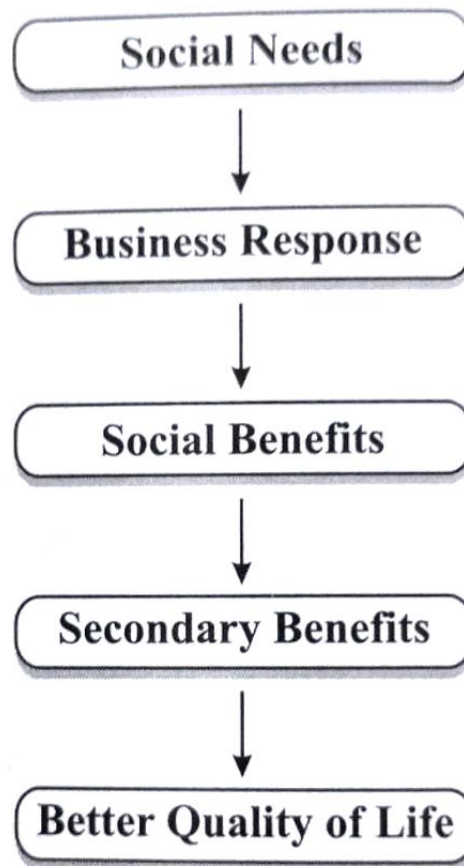 Social Needs
Business Response
Social Benefits
Secondary Benefits
Better Quality of Life